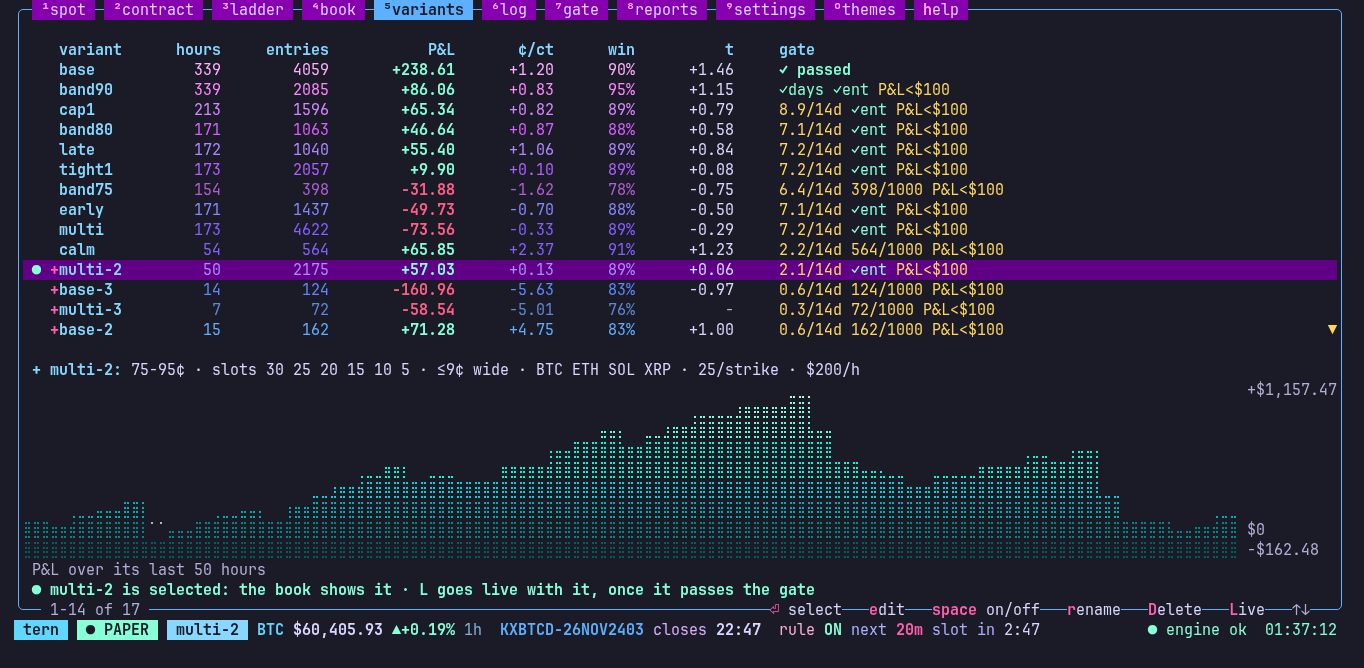 ¹spot ²contract ³ladder ⁴book ⁵variants ⁶log ⁷gate ⁸reports ⁹settings ⁰themes help
variant hours entries P&L ¢/ct win t gate
base 339 4059 +238.61 +1.20 90% +1.46 ✓ passed
band90 339 2085 +86.06 +0.83 95% +1.15 ✓days ✓ent P&L<$100
cap1 213 1596 +65.34 +0.82 89% +0.79 8.9/14d ✓ent P&L<$100
band80 171 1063 +46.64 +0.87 88% +0.58 7.1/14d ✓ent P&L<$100
late 172 1040 +55.40 +1.06 89% +0.84 7.2/14d ✓ent P&L<$100
tight1 173 2057 +9.90 +0.10 89% +0.08 7.2/14d ✓ent P&L<$100
band75 154 398 -31.88 -1.62 78% -0.75 6.4/14d 398/1000 P&L<$100
early 171 1437 -49.73 -0.70 88% -0.50 7.1/14d ✓ent P&L<$100
multi 173 4622 -73.56 -0.33 89% -0.29 7.2/14d ✓ent P&L<$100
calm 54 564 +65.85 +2.37 91% +1.23 2.2/14d 564/1000 P&L<$100
● +multi-2 50 2175 +57.03 +0.13 89% +0.06 2.1/14d ✓ent P&L<$100
+base-3 14 124 -160.96 -5.63 83% -0.97 0.6/14d 124/1000 P&L<$100
+multi-3 7 72 -58.54 -5.01 76% - 0.3/14d 72/1000 P&L<$100
+base-2 15 162 +71.28 +4.75 83% +1.00 0.6/14d 162/1000 P&L<$100 ▼
+ multi-2: 75-95¢ · slots 30 25 20 15 10 5 · ≤9¢ wide · BTC ETH SOL XRP · 25/strike · $200/h
+$1,157.47
$0
-$162.48
P&L over its last 50 hours
● multi-2 is selected: the book shows it · L goes live with it, once it passes the gate
1-14 of 17 ⏎ select edit space on/off rename Delete Live ↑↓
tern ● PAPER multi-2 BTC $60,405.93 ▲+0.19% 1h KXBTCD-26NOV2403 closes 22:47 rule ON next 20m slot in 2:47 ● engine ok 01:37:12